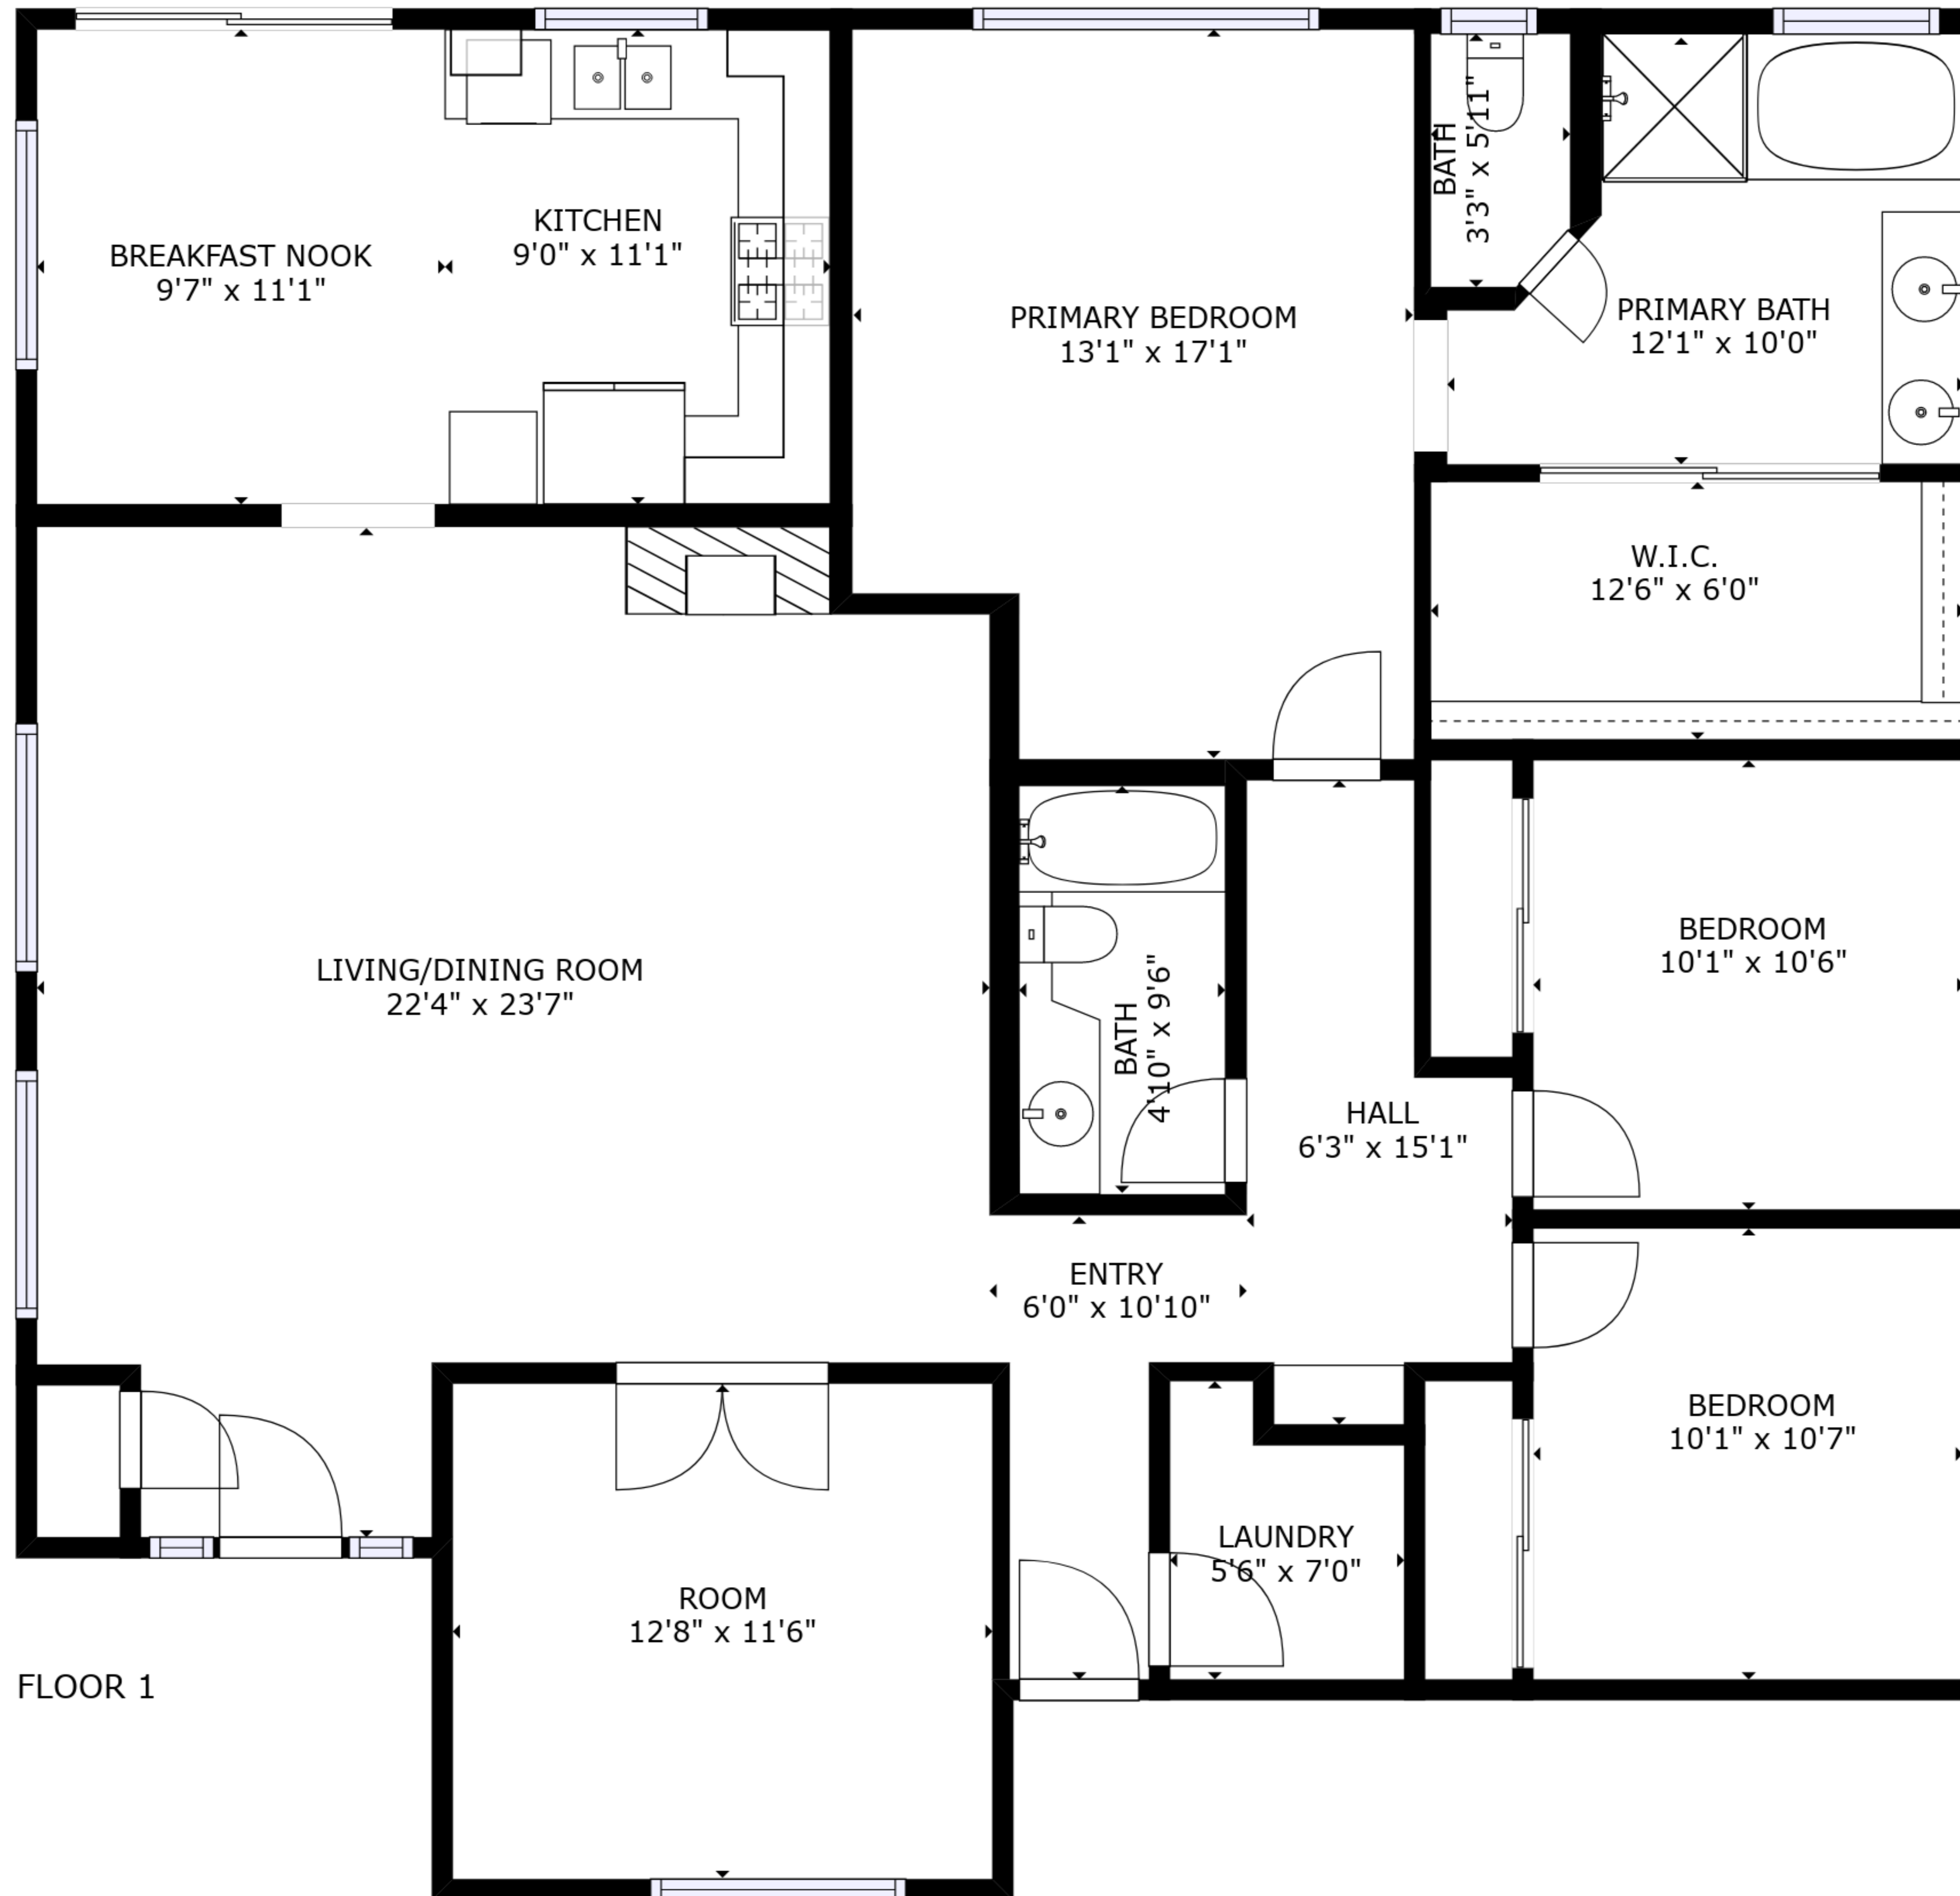 BREAKFAST NOOK
9'7" x 11'1"
KITCHEN
9'0" x 11'1"
PRIMARY BEDROOM
13'1" x 17'1"
BATH
3'3" x 5'11"
PRIMARY BATH
12'1" x 10'0"
W.I.C.
12'6" x 6'0"
LIVING/DINING ROOM
22'4" x 23'7"
BATH
4'10" x 9'6"
HALL
6'3" x 15'1"
BEDROOM
10'1" x 10'6"
ENTRY
6'0" x 10'10"
BEDROOM
10'1" x 10'7"
LAUNDRY
5'6" x 7'0"
ROOM
12'8" x 11'6"
FLOOR 1